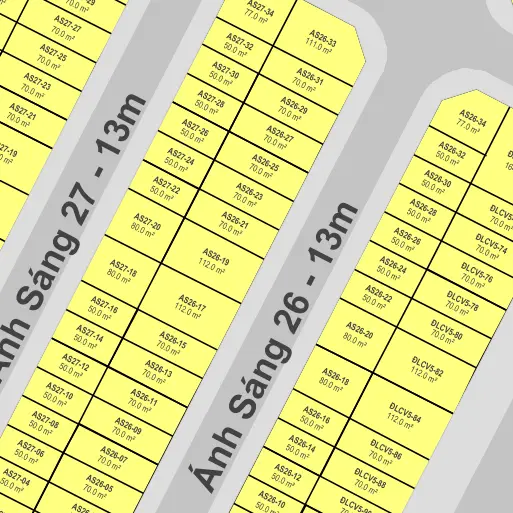 AS27-27
70.0 m²
AS27-25
70.0 m²
AS27-23
70.0 m²
AS27-21
70.0 m²
Ánh Sáng 27 - 13m
AS27-34
77.0 m²
AS27-32
50.0 m²
AS27-30
50.0 m²
AS27-28
50.0 m²
AS27-26
50.0 m²
AS27-24
50.0 m²
AS27-22
50.0 m²
AS27-20
80.0 m²
AS27-18
80.0 m²
AS27-16
50.0 m²
AS27-14
50.0 m²
AS27-12
50.0 m²
AS27-10
50.0 m²
AS27-08
50.0 m²
AS27-06
50.0 m²
AS27-04
50.0 m²
AS26-33
111.0 m²
AS26-31
70.0 m²
AS26-29
70.0 m²
AS26-27
70.0 m²
AS26-25
70.0 m²
AS26-23
70.0 m²
AS26-21
70.0 m²
AS26-19
112.0 m²
AS26-17
112.0 m²
AS26-15
70.0 m²
AS26-13
70.0 m²
AS26-11
70.0 m²
AS26-09
70.0 m²
AS26-07
70.0 m²
AS26-05
70.0 m²
Ánh Sáng 26 - 13m
AS26-34
77.0 m²
AS26-32
50.0 m²
AS26-30
50.0 m²
AS26-28
50.0 m²
AS26-26
50.0 m²
AS26-24
50.0 m²
AS26-22
50.0 m²
AS26-20
80.0 m²
AS26-18
80.0 m²
AS26-16
50.0 m²
AS26-14
50.0 m²
AS26-12
50.0 m²
AS26-10
50.0 m²
ĐLCV5-74
70.0 m²
ĐLCV5-76
70.0 m²
ĐLCV5-78
70.0 m²
ĐLCV5-80
70.0 m²
ĐLCV5-82
112.0 m²
ĐLCV5-84
112.0 m²
ĐLCV5-86
70.0 m²
ĐLCV5-88
70.0 m²